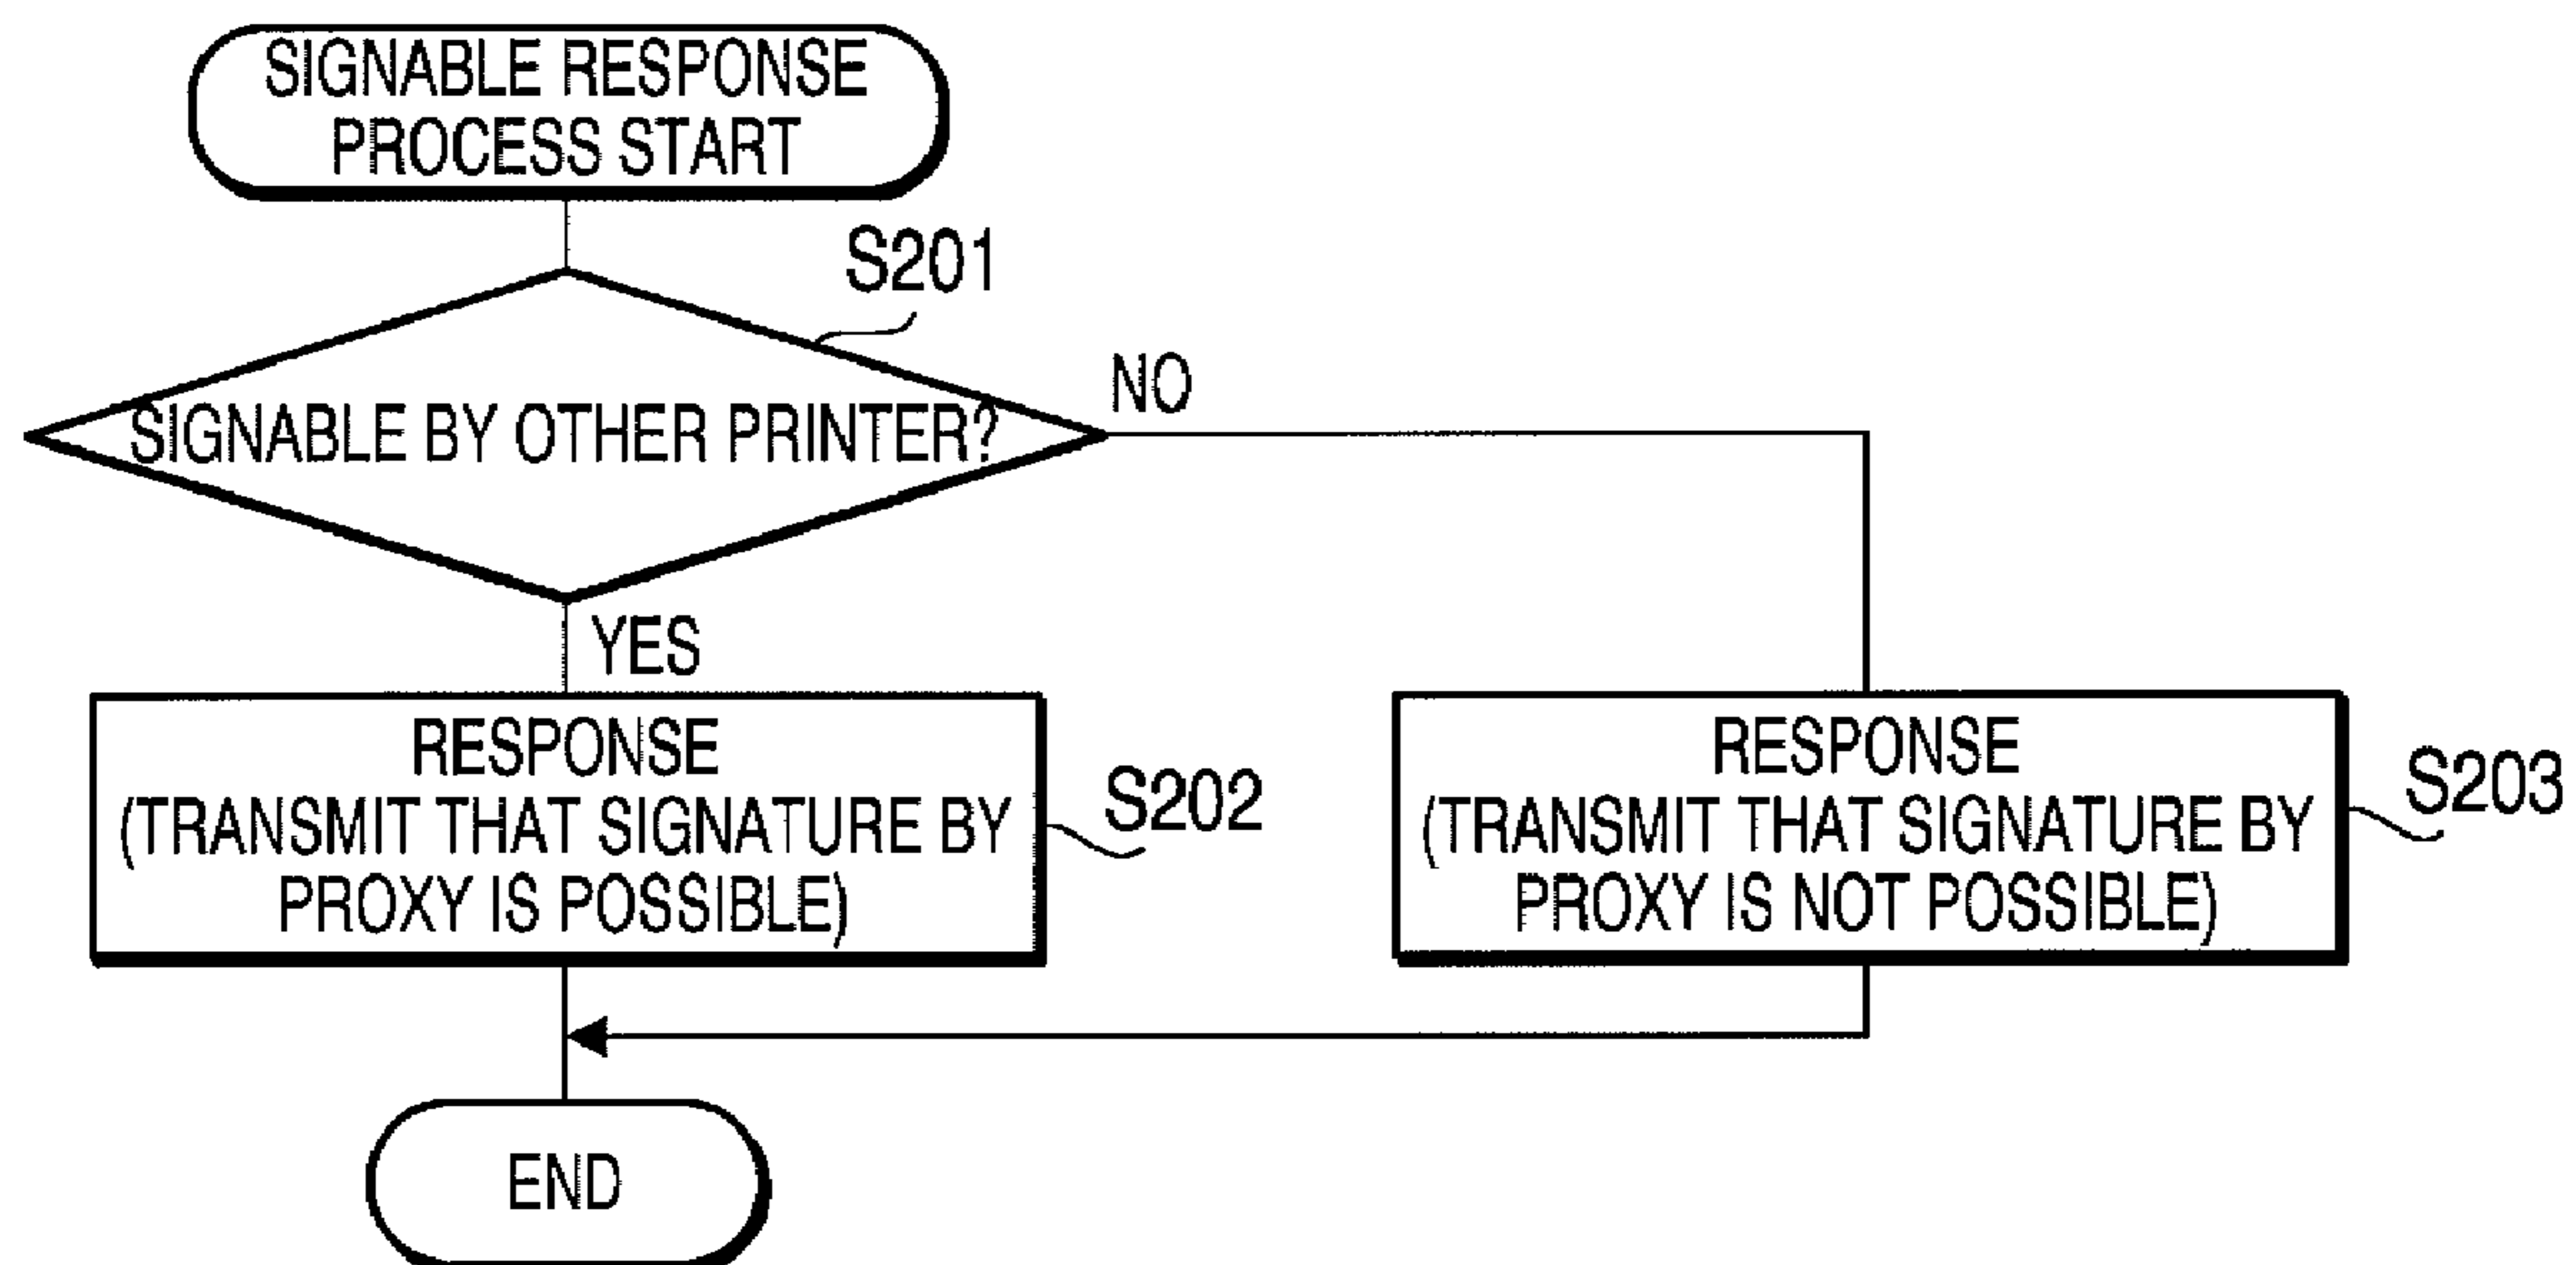 SIGNABLE RESPONSE
PROCESS START
S201
SIGNABLE BY OTHER PRINTER?
NO
YES
RESPONSE
(TRANSMIT THAT SIGNATURE BY
PROXY IS POSSIBLE)
S202
RESPONSE
(TRANSMIT THAT SIGNATURE BY
PROXY IS NOT POSSIBLE)
S203
END